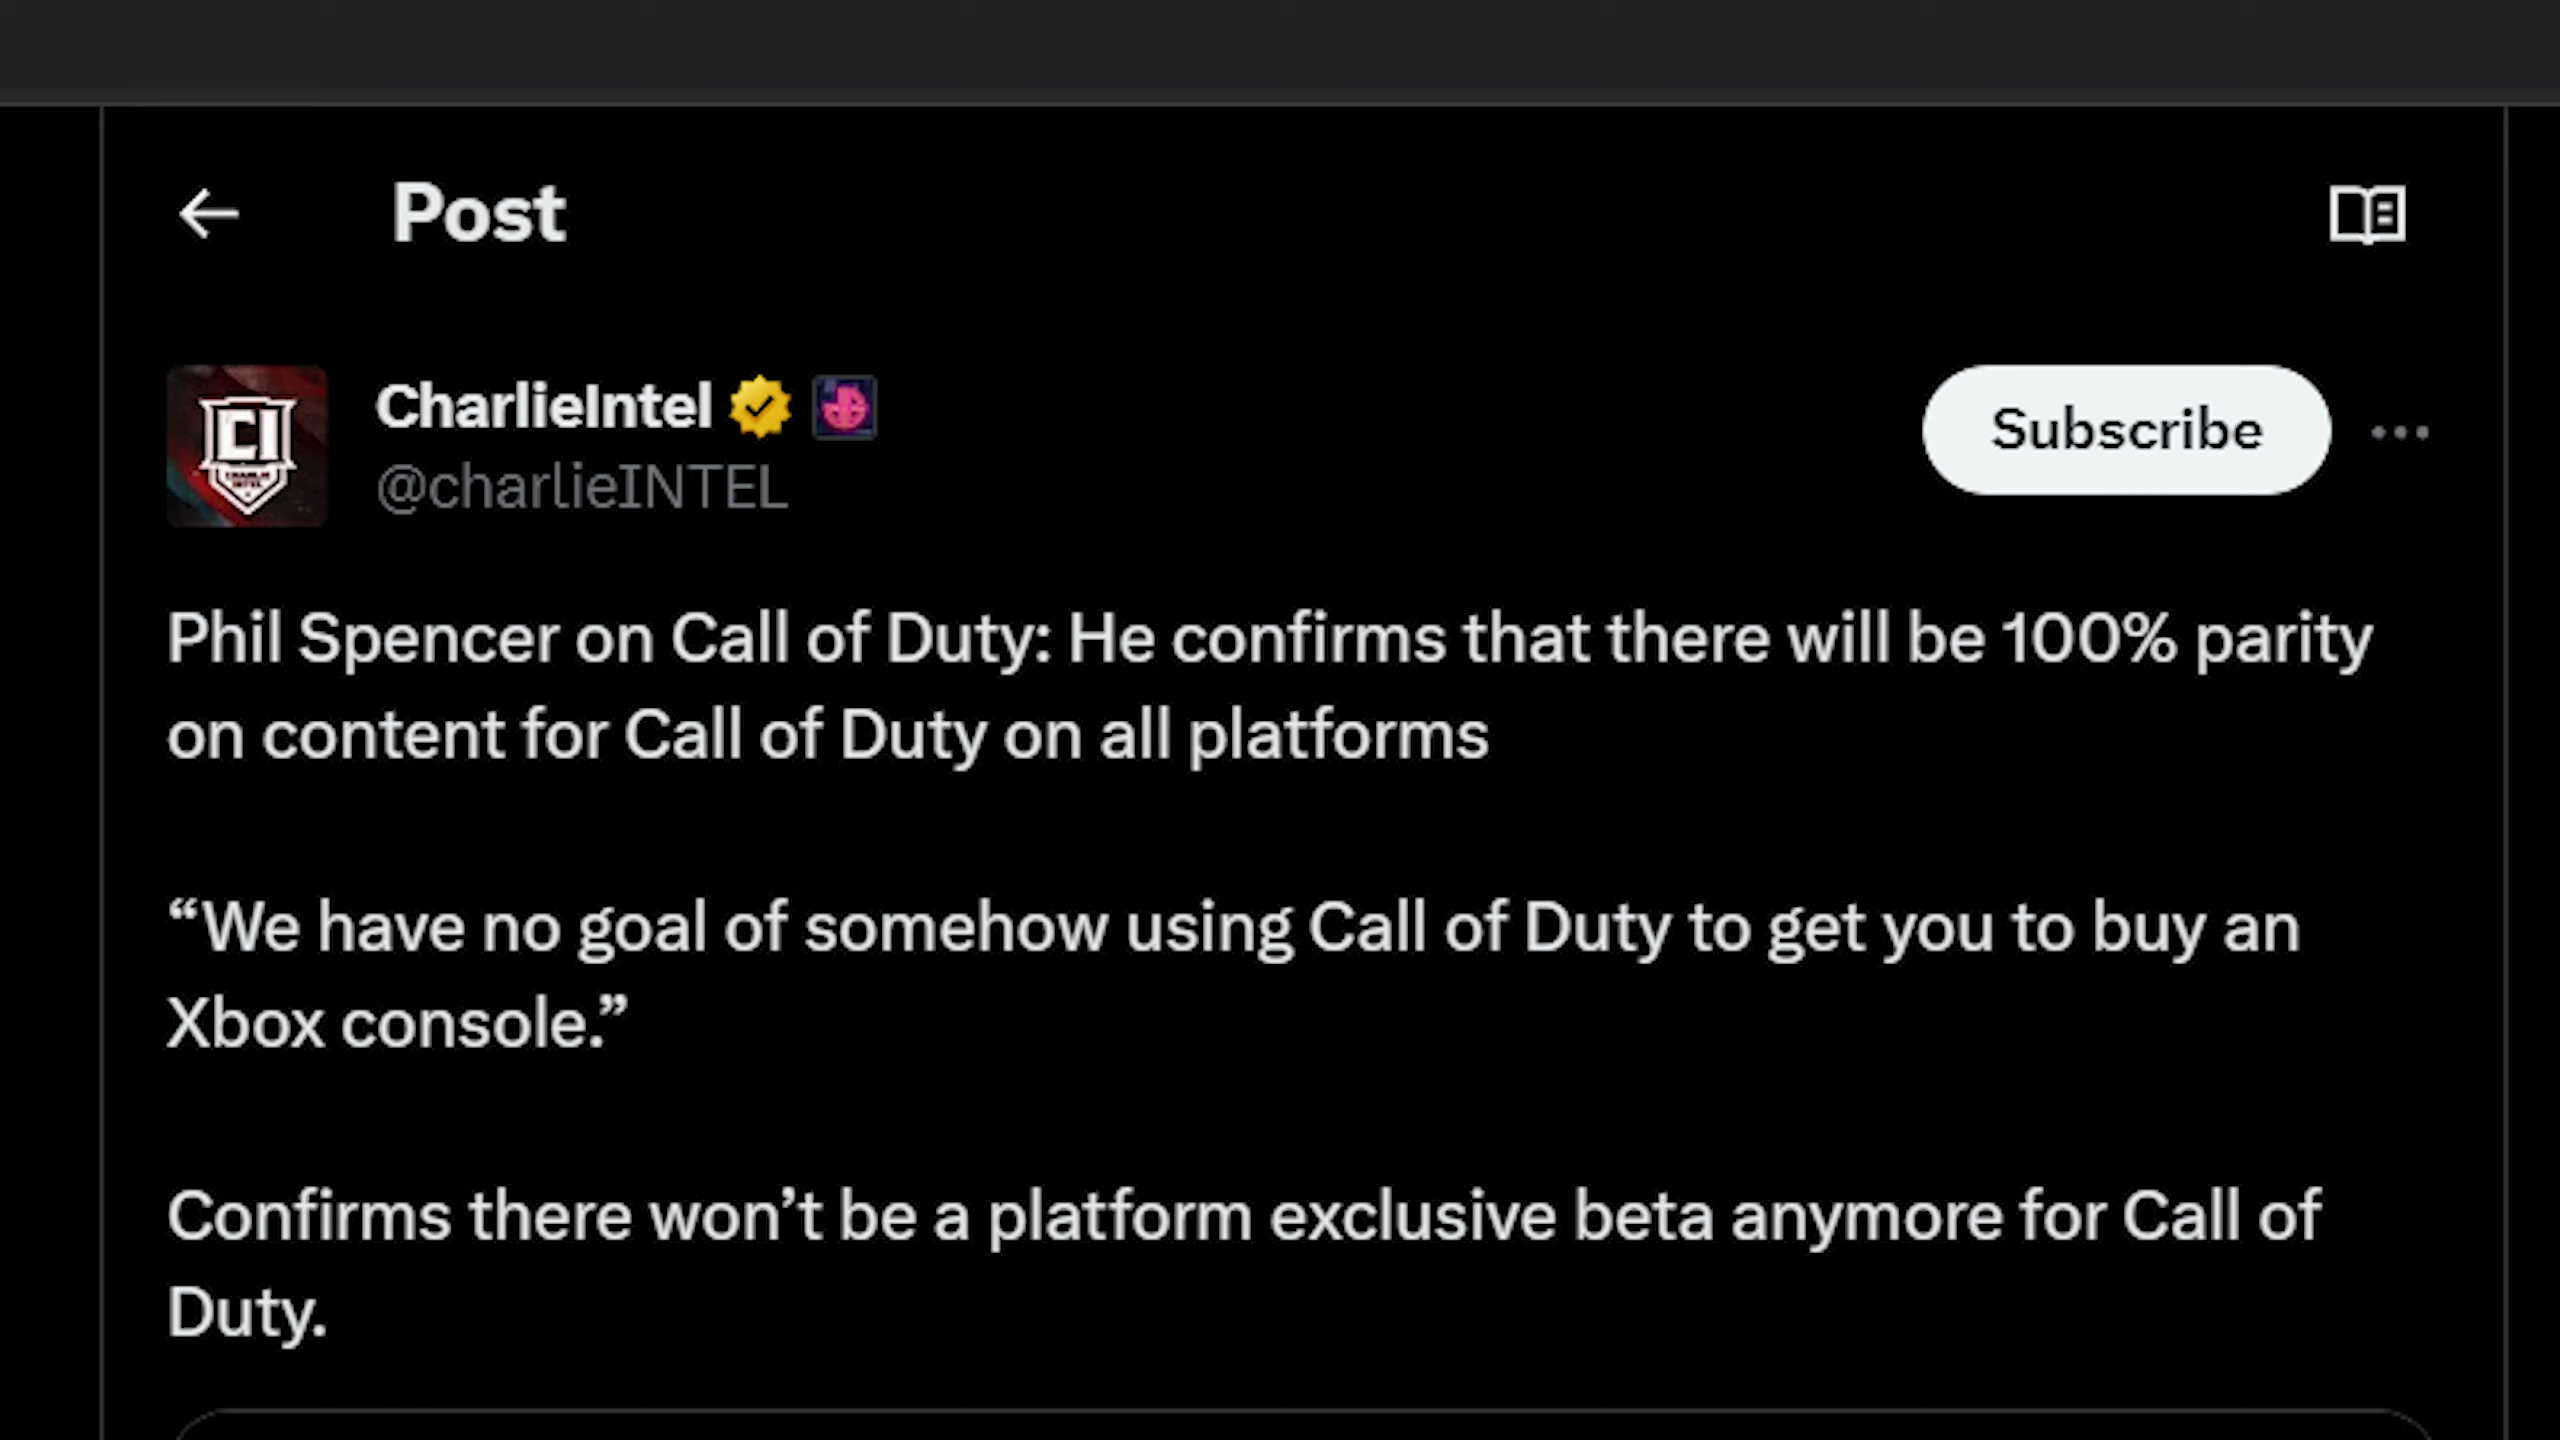 Post
CI
CharlieIntel
@charlieINTEL
Subscribe
Phil Spencer on Call of Duty: He confirms that there will be 100% parity
on content for Call of Duty on all platforms
“We have no goal of somehow using Call of Duty to get you to buy an
Xbox console.”
Confirms there won’t be a platform exclusive beta anymore for Call of
Duty.